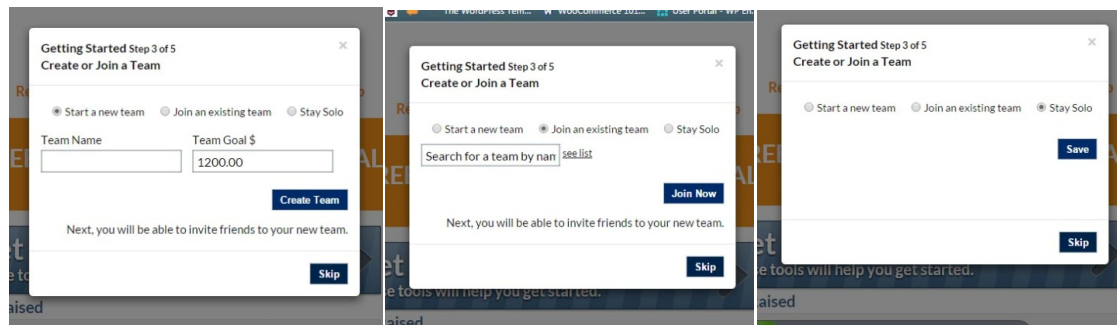 Getting Started Step 3 of 5
Create or Join a Team
Start a new team Join an existing team Stay Solo
Team Name Team Goal $
1200.00
Create Team
Next, you will be able to invite friends to your new team.
Skip
aised
The WordPress Tem... WooCommerce 101... User Portal - WP En...
Getting Started Step 3 of 5
Create or Join a Team
Start a new team Join an existing team Stay Solo
Search for a team by nam see list
Join Now
Next, you will be able to invite friends to your new team.
Skip
se tools will help you get started.
aised
Getting Started Step 3 of 5
Create or Join a Team
Start a new team Join an existing team Stay Solo
Save
Skip
se tools will help you get started.
aised